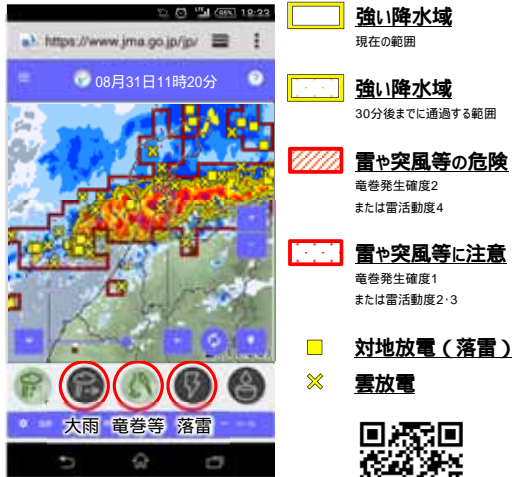 LTE 65% 19:23
https://www.jma.go.jp/jp/
08月31日11時20分
?
大雨 竜巻等 落雷
強い降水域
現在の範囲
強い降水域
30分後までに通過する範囲
雷や突風等の危険
竜巻発生確度2
または雷活動度4
雷や突風等に注意
竜巻発生確度1
または雷活動度2・3
対地放電（落雷）
雲放電